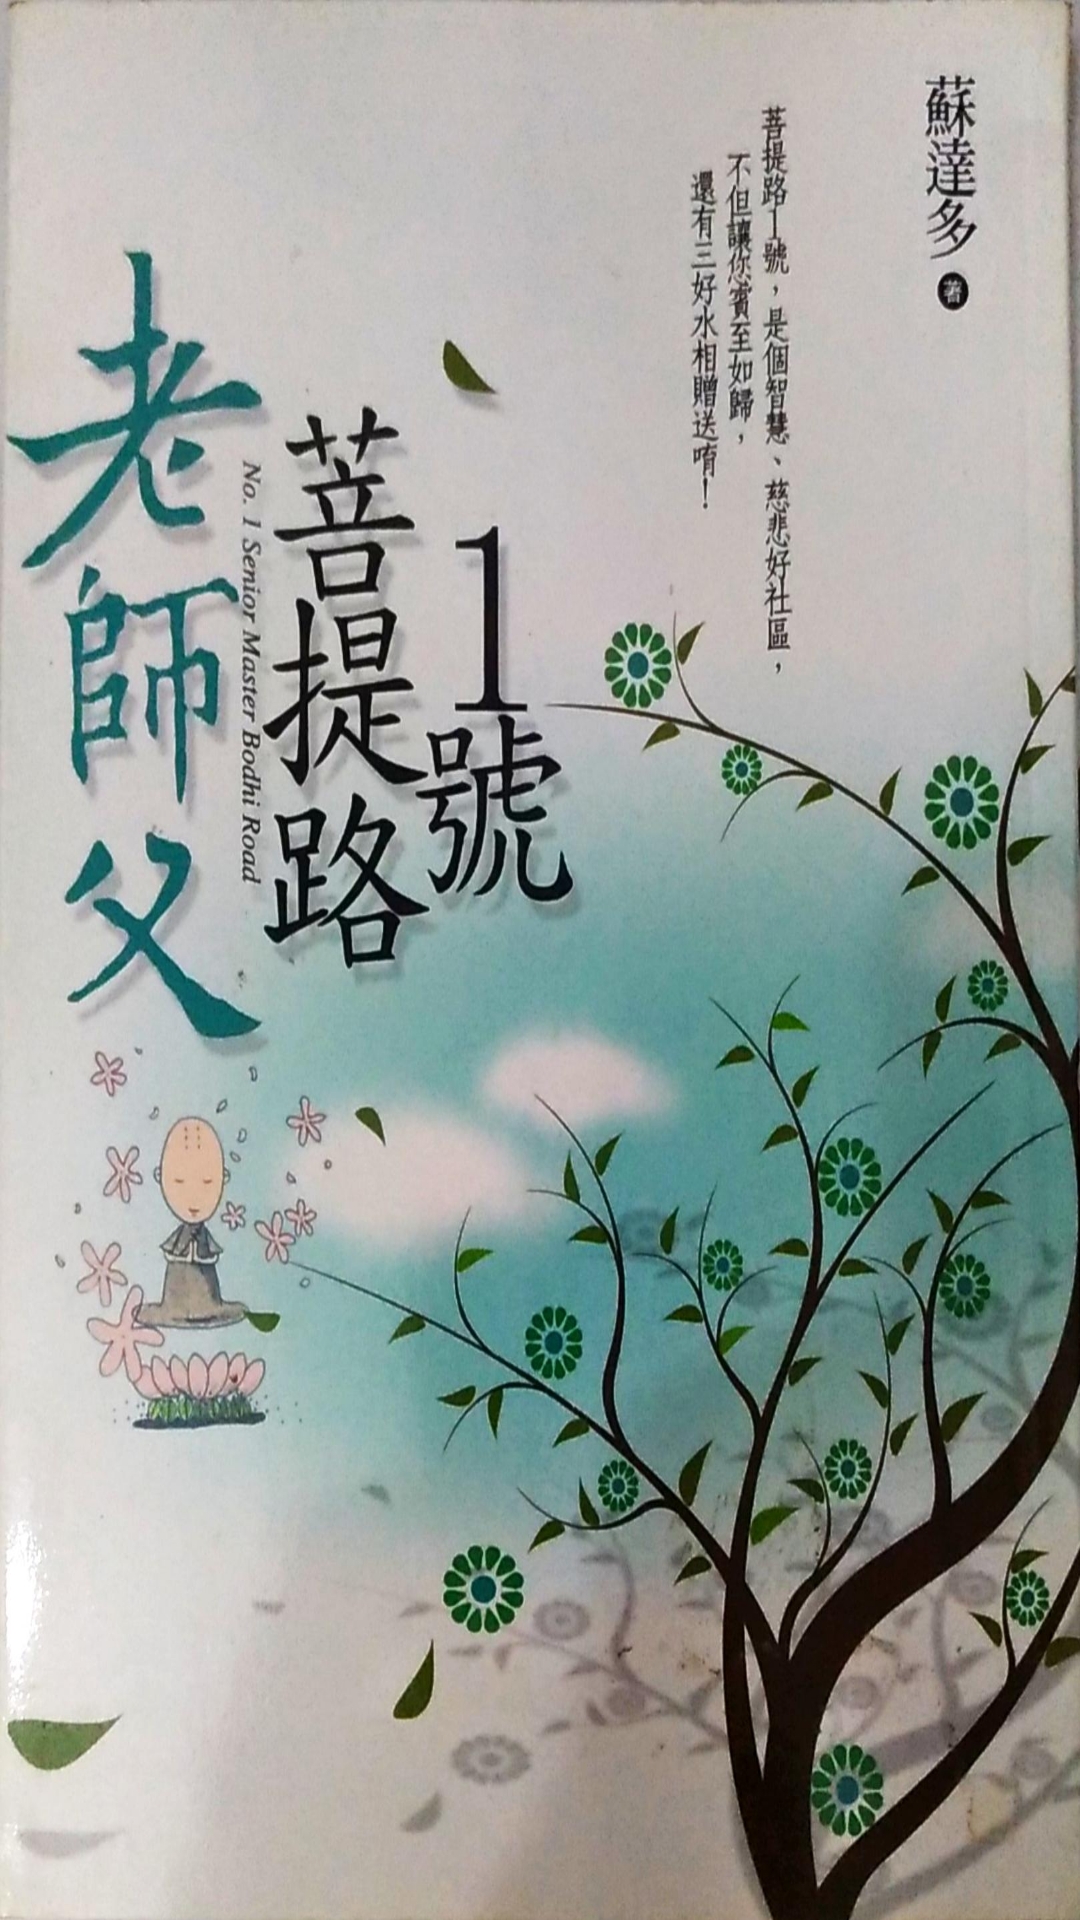 蘇達多 著
菩提路1號，是個智慧、慈悲好社區，
不但讓您賓至如歸，
還有三好水相贈送唷！
1號
菩提路
No. 1 Senior Master Bodhi Road
老師父